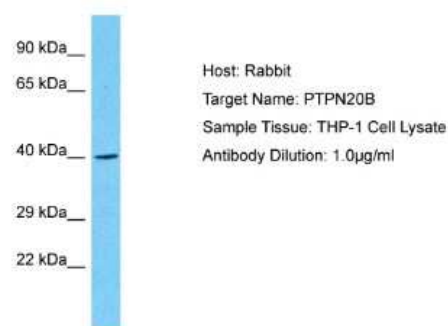 90 kDa
65 kDa
40 kDa
29 kDa
22 kDa
Host: Rabbit
Target Name: PTPN20B
Sample Tissue: THP-1 Cell Lysate
Antibody Dilution: 1.0µg/ml